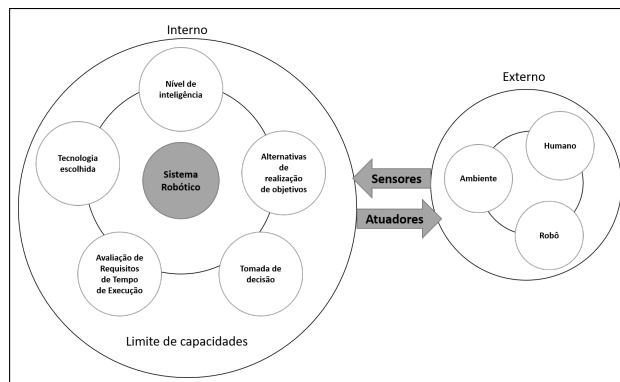 Interno
Nível de
inteligência
Tecnologia
escolhida
Sistema
Robótico
Alternativas
de
realização
de objetivos
Avaliação de
Requisitos
de Tempo
de Execução
Tomada de
decisão
Limite de capacidades
Sensores
Atuadores
Externo
Humano
Ambiente
Robô